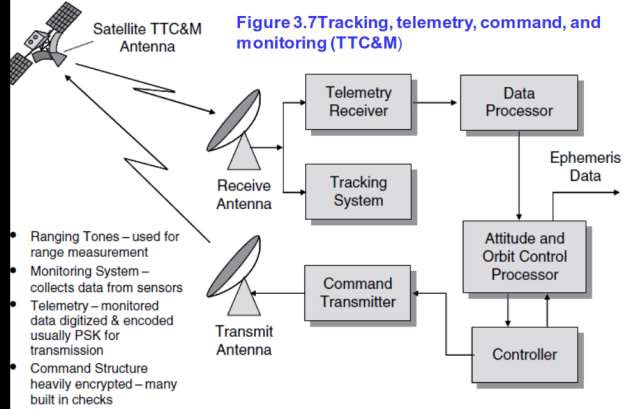 Figure 3.7Tracking, telemetry, command, and
monitoring (TTC&M)
Satellite TTC&M
Antenna
Telemetry
Receiver
Data
Processor
Receive
Antenna
Tracking
System
Ephemeris
Data
Attitude and
Orbit Control
Processor
Command
Transmitter
Transmit
Antenna
Controller
• Ranging Tones – used for
range measurement
• Monitoring System –
collects data from sensors
• Telemetry – monitored
data digitized & encoded
usually PSK for
transmission
• Command Structure
heavily encrypted – many
built in checks